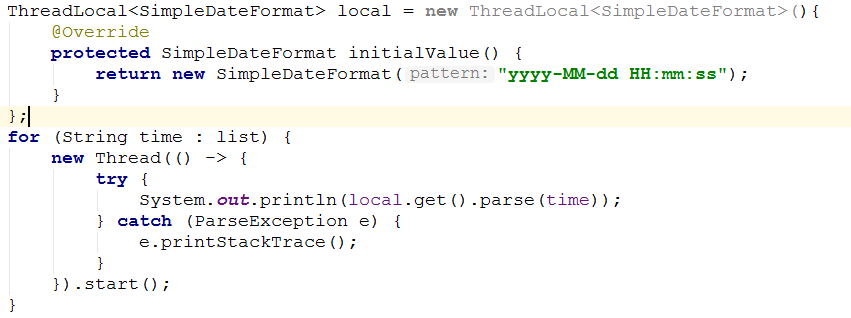 ThreadLocal<SimpleDateFormat> local = new ThreadLocal<SimpleDateFormat>(){
    @Override
    protected SimpleDateFormat initialValue() {
        return new SimpleDateFormat( pattern: "yyyy-MM-dd HH:mm:ss");
    }
};
for (String time : list) {
    new Thread(() -> {
        try {
            System.out.println(local.get().parse(time));
        } catch (ParseException e) {
            e.printStackTrace();
        }
    }).start();
}